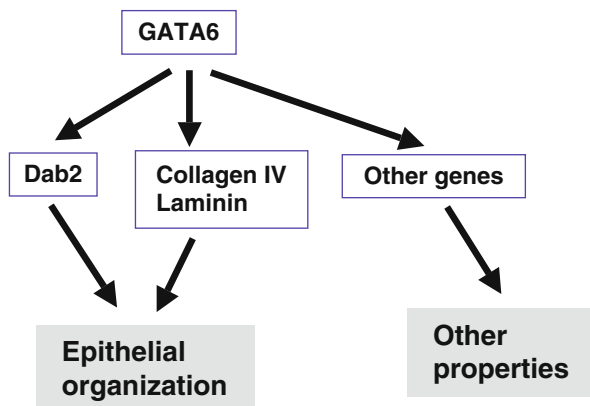 GATA6
Dab2
Collagen IV
Laminin
Other genes
Epithelial
organization
Other
properties